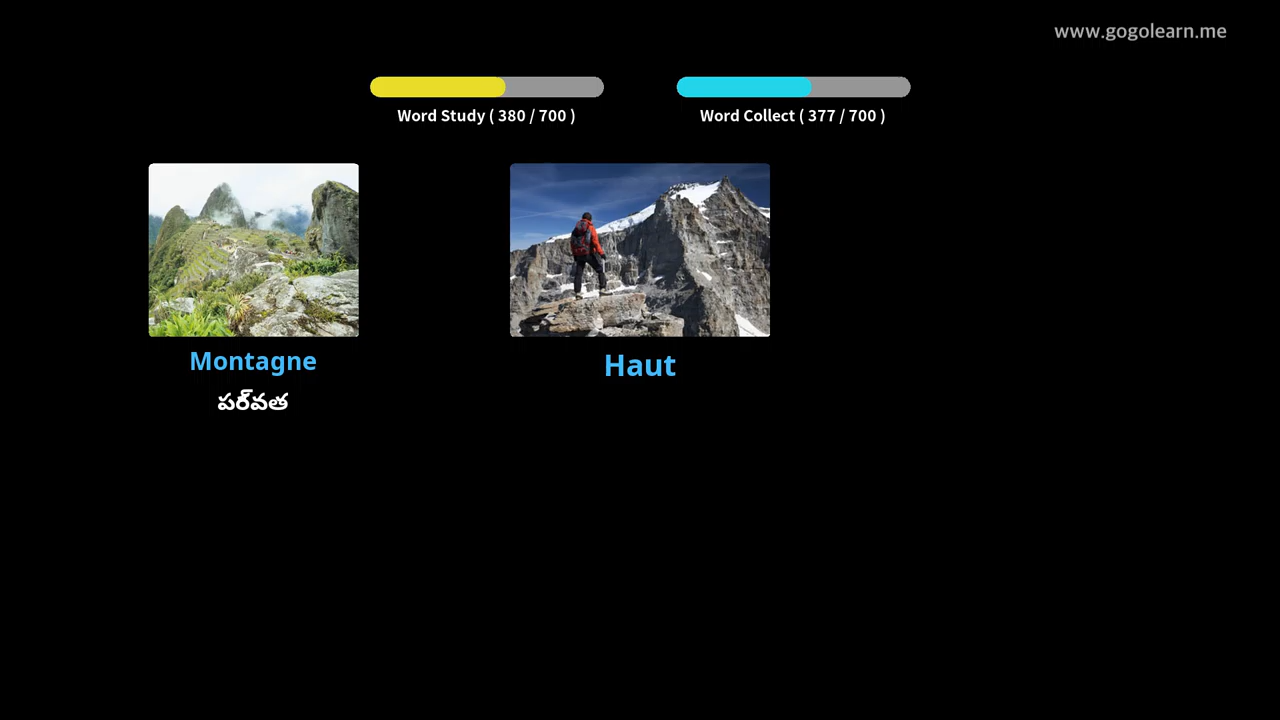 www.gogolearn.me
Word Study ( 380 / 700 )
Word Collect ( 377 / 700 )
Montagne
Haut
పర్వత